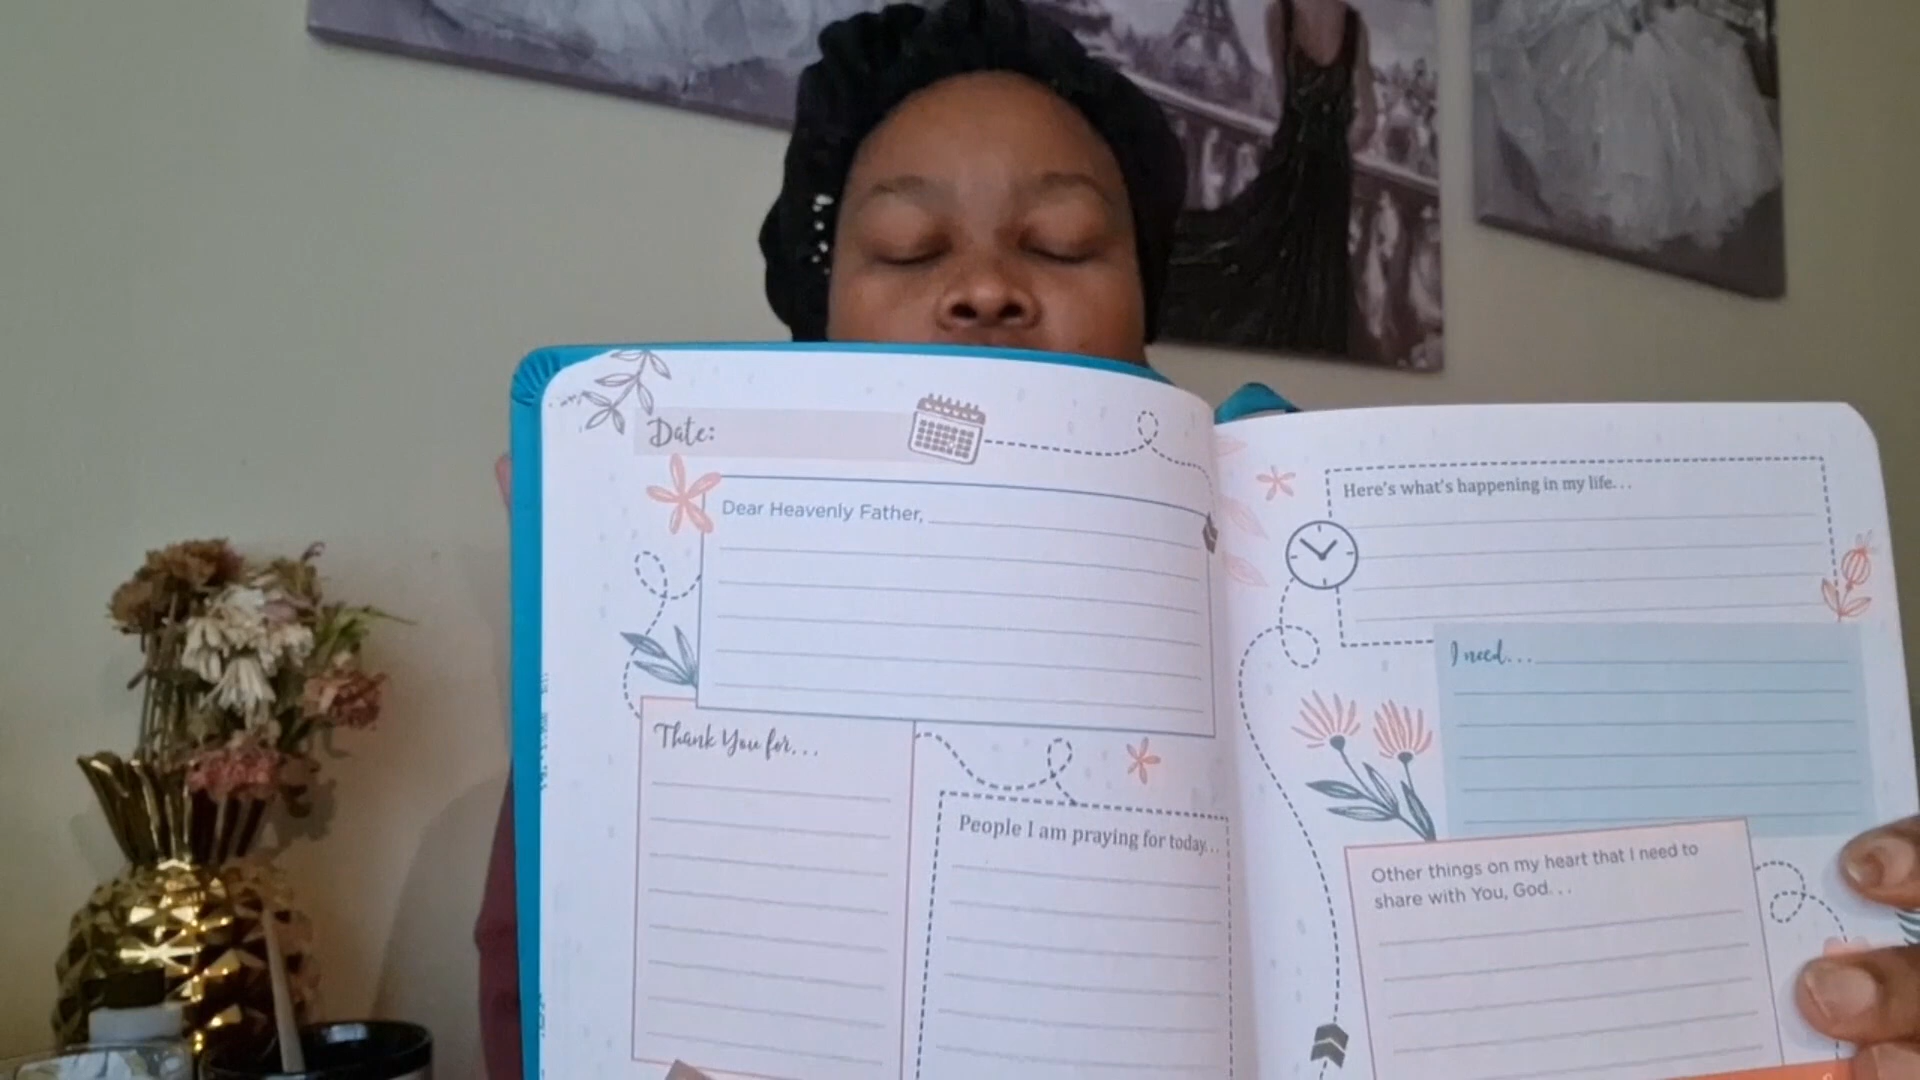 Date:
Dear Heavenly Father,
Thank You for...
People I am praying for today...
Here's what's happening in my life...
I need...
Other things on my heart that I need to
share with You, God...